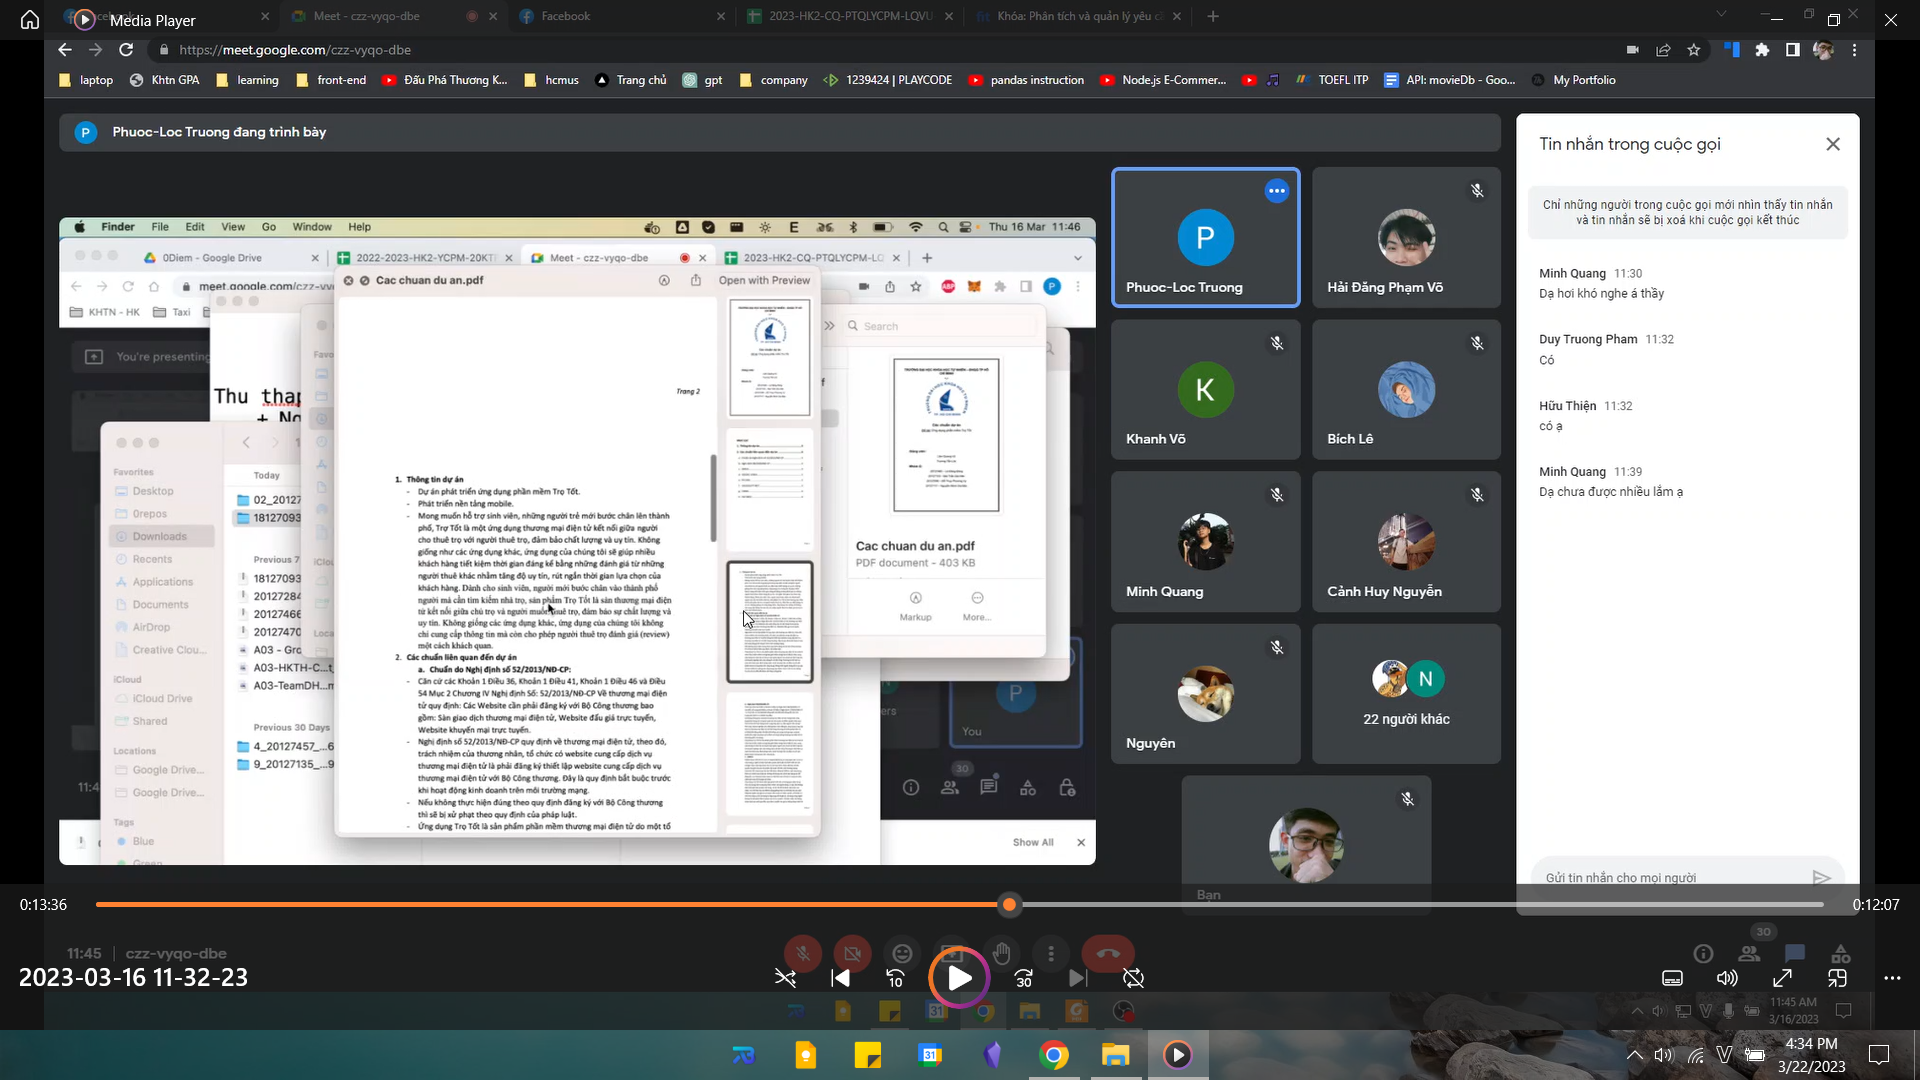 Media Player
Facebook
Meet - czz-vyqo-dbe
Facebook
2023-HK2-CQ-PTQLYCPM-LQVU
Khóa: Phân tích và quản lý yêu cầ
https://meet.google.com/czz-vyqo-dbe
laptop
Khtn GPA
learning
front-end
Đấu Phá Thương K...
hcmus
Trang chủ
gpt
company
1239424 | PLAYCODE
pandas instruction
Node.js E-Commer...
TOEFL ITP
API: movieDb - Goo...
My Portfolio
P
Phuoc-Loc Truong đang trình bày
Finder File Edit View Go Window Help
Thu 16 Mar 11:46
0Diem - Google Drive
2022-2023-HK2-YCPM-20KTP
Meet - czz-vyqo-dbe
2023-HK2-CQ-PTQLYCPM-LQ
meet.google.com/czz-vy
KHTN - HK
Taxi
You're presenting
Thu thap
+ No
Cac chuan du an.pdf
Open with Preview
Search
Trang 2
1. Thông tin dự án
- Dự án phát triển ứng dụng phần mềm Trọ Tốt.
- Phát triển nền tảng mobile.
- Mong muốn hỗ trợ sinh viên, những người trẻ mới bước chân lên thành
phố, Trọ Tốt là một ứng dụng thương mại điện tử kết nối giữa người
cho thuê trọ với người thuê trọ, đảm bảo chất lượng và uy tín. Không
giống như các ứng dụng khác, ứng dụng của chúng tôi sẽ giúp nhiều
khách hàng tiết kiệm thời gian đáng kể bằng những đánh giá từ những
người thuê khác nhằm tăng độ uy tín, rút ngắn thời gian lựa chọn của
khách hàng. Dành cho sinh viên, người mới bước chân vào thành phố
người mà cần tìm kiếm nhà trọ, sản phẩm Trọ Tốt là sàn thương mại điện
tử kết nối giữa chủ trọ và người muốn thuê trọ, đảm bảo sự chất lượng và
uy tín. Không giống các ứng dụng khác, ứng dụng của chúng tôi không
chỉ cung cấp thông tin mà còn cho phép người thuê trọ đánh giá (review)
một cách khách quan.
2. Các chuẩn liên quan đến dự án
a. Chuẩn do Nghị định số 52/2013/NĐ-CP:
- Căn cứ các Khoản 1 Điều 36, Khoản 1 Điều 41, Khoản 1 Điều 46 và Điều
54 Mục 2 Chương IV Nghị định Số: 52/2013/NĐ-CP Về thương mại điện
tử quy định: Các Website cần phải đăng ký với Bộ Công thương bao
gồm: Sàn giao dịch thương mại điện tử, Website đấu giá trực tuyến,
Website khuyến mại trực tuyến.
- Nghị định số 52/2013/NĐ-CP quy định về thương mại điện tử, theo đó,
trách nhiệm của thương nhân, tổ chức có website cung cấp dịch vụ
thương mại điện tử là phải đăng ký thiết lập website cung cấp dịch vụ
thương mại điện tử với Bộ Công thương. Đây là quy định bắt buộc trước
khi hoạt động kinh doanh trên môi trường mạng.
- Nếu không thực hiện đúng theo quy định đăng ký với Bộ Công thương
thì sẽ bị xử phạt theo quy định của pháp luật.
- Ứng dụng Trọ Tốt là sản phẩm phần mềm thương mại điện tử do một tổ
Cac chuan du an.pdf
PDF document - 403 KB
Markup
More...
Favorites
Desktop
0repos
Downloads
Recents
Applications
Documents
AirDrop
Creative Clou...
iCloud
iCloud Drive
Shared
Locations
Google Drive...
Google Drive...
Tags
Blue
Green
Today
02_20127
18127093
Previous 7
18127093
20127284
20127466
20127470
A03 - Gro
A03-HKTH-C...t_
A03-TeamDH...m
Previous 30 Days
4_20127457_...6
9_20127135_...9
P
You
30
11:4
Show All
P
Phuoc-Loc Truong
Hải Đăng Phạm Võ
K
Khanh Võ
Bích Lê
Minh Quang
Cảnh Huy Nguyễn
Nguyên
N
22 người khác
Bạn
Tin nhắn trong cuộc gọi
Chỉ những người trong cuộc gọi mới nhìn thấy tin nhắn
và tin nhắn sẽ bị xoá khi cuộc gọi kết thúc
Minh Quang 11:30
Dạ hơi khó nghe á thầy
Duy Truong Pham 11:32
Có
Hữu Thiện 11:32
có ạ
Minh Quang 11:39
Dạ chưa được nhiều lắm ạ
Gửi tin nhắn cho mọi người
0:13:36
0:12:07
11:45 | czz-vyqo-dbe
30
2023-03-16 11-32-23
10
30
11:45 AM
3/16/2023
31
4:34 PM
3/22/2023